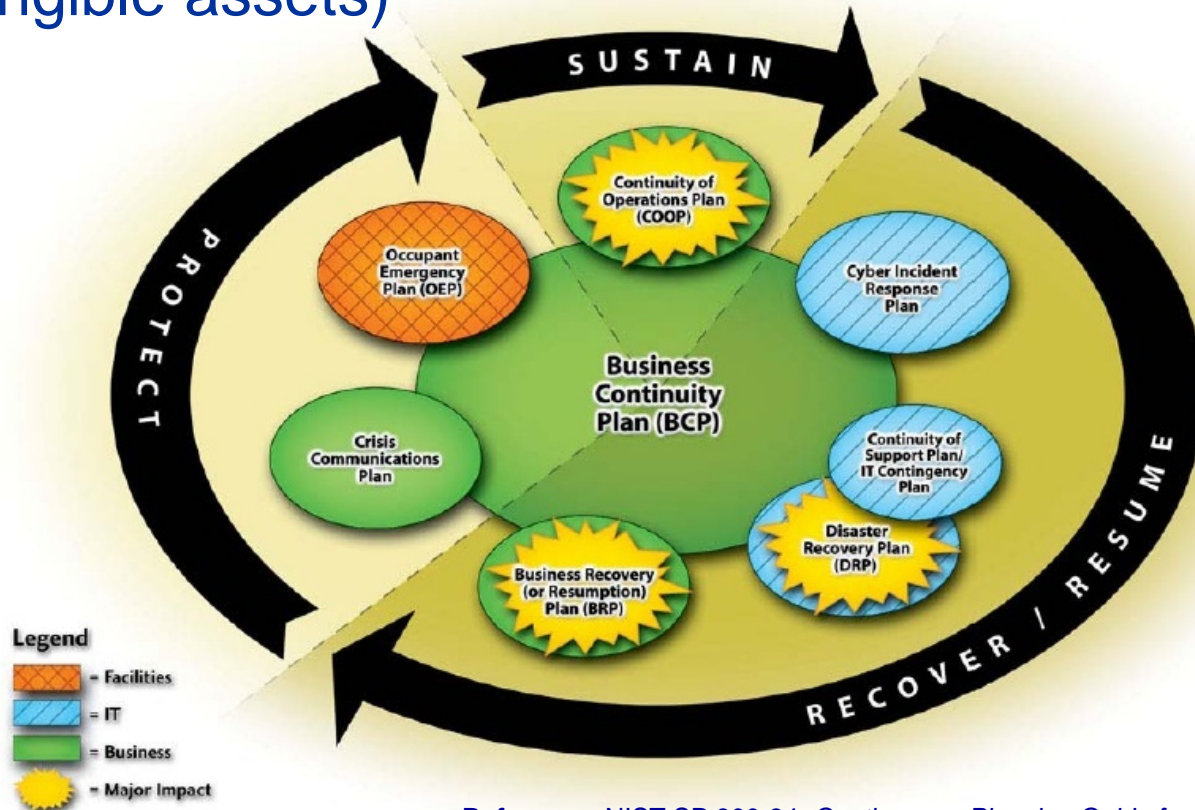 ngible assets)
SUSTAIN
PROTECT
Continuity of
Operations Plan
(COOP)
Occupant
Emergency
Plan (OEP)
Cyber Incident
Response
Plan
Business
Continuity
Plan (BCP)
Crisis
Communications
Plan
Continuity of
Support Plan/
IT Contingency
Plan
Disaster
Recovery Plan
(DRP)
Business Recovery
(or Resumption)
Plan (BRP)
RECOVER / RESUME
Legend
= Facilities
= IT
= Business
= Major Impact